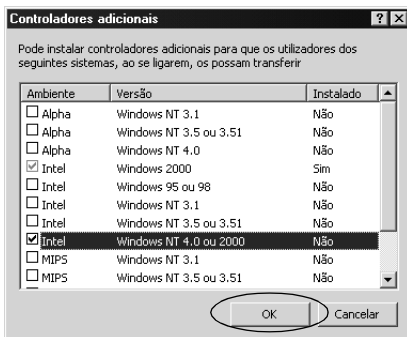 Controladores adicionais
Pode instalar controladores adicionais para que os utilizadores dos
seguintes sistemas, ao se ligarem, os possam transferir
Ambiente Versão Instalado
Alpha Windows NT 3.1 Não
Alpha Windows NT 3.5 ou 3.51 Não
Alpha Windows NT 4.0 Não
Intel Windows 2000 Sim
Intel Windows 95 ou 98 Não
Intel Windows NT 3.1 Não
Intel Windows NT 3.5 ou 3.51 Não
Intel Windows NT 4.0 ou 2000 Não
MIPS Windows NT 3.1 Não
MIPS Windows NT 3.5 ou 3.51 Não
OK Cancelar